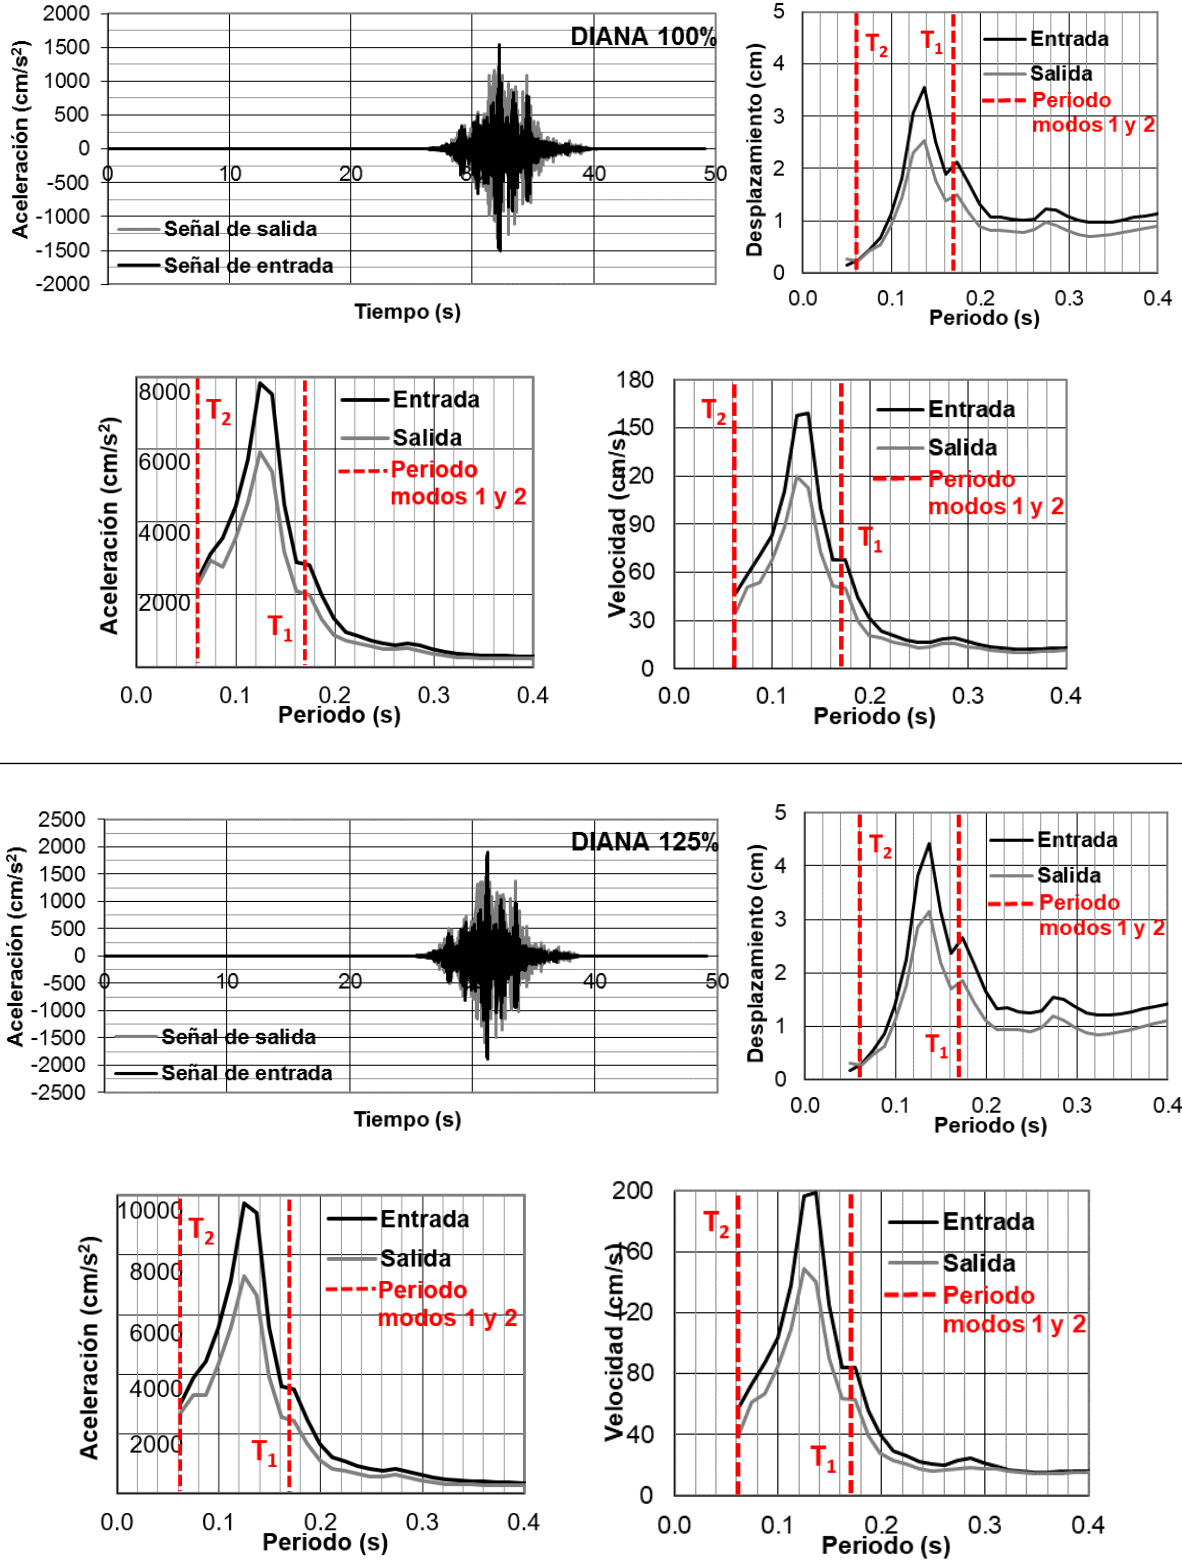 DIANA 100%
Aceleración (cm/s²)
2000
1500
1000
500
0
-500
-1000
-1500
-2000
0
10
20
30
40
50
Señal de salida
Señal de entrada
Tiempo (s)
Desplazamiento (cm)
5
4
3
2
1
0
T2
T1
Entrada
Salida
Periodo
modos 1 y 2
0.0
0.1
0.2
0.3
0.4
Periodo (s)
Aceleración (cm/s²)
8000
6000
4000
2000
T2
T1
Entrada
Salida
Periodo
modos 1 y 2
0.0
0.1
0.2
0.3
0.4
Periodo (s)
Velocidad (cm/s)
180
150
120
90
60
30
0
T2
T1
Entrada
Salida
Periodo
modos 1 y 2
0.0
0.1
0.2
0.3
0.4
Periodo (s)
DIANA 125%
Aceleración (cm/s²)
2500
2000
1500
1000
500
0
-500
-1000
-1500
-2000
-2500
0
10
20
30
40
50
Señal de salida
Señal de entrada
Tiempo (s)
Desplazamiento (cm)
5
4
3
2
1
0
T2
T1
Entrada
Salida
Periodo
modos 1 y 2
0.0
0.1
0.2
0.3
0.4
Periodo (s)
Aceleración (cm/s²)
10000
8000
6000
4000
2000
T2
T1
Entrada
Salida
Periodo
modos 1 y 2
0.0
0.1
0.2
0.3
0.4
Periodo (s)
Velocidad (cm/s)
200
160
120
80
40
0
T2
T1
Entrada
Salida
Periodo
modos 1 y 2
0.0
0.1
0.2
0.3
0.4
Periodo (s)